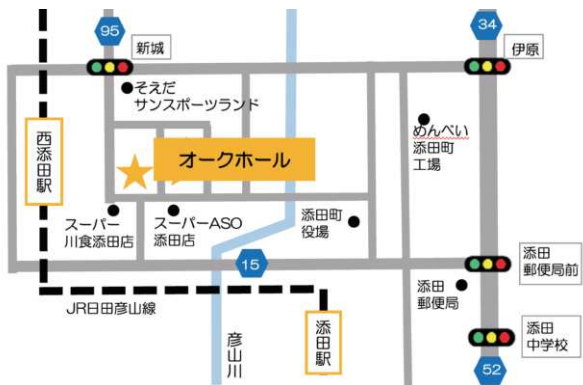 95
34
新城
伊原
そえだ
サンスポーツランド
めんべい
添田町
工場
西添田駅
オークホール
スーパー
川食添田店
スーパーASO
添田店
添田町
役場
15
添田
郵便局前
添田
郵便局
JR日田彦山線
彦山川
添田駅
添田
中学校
52